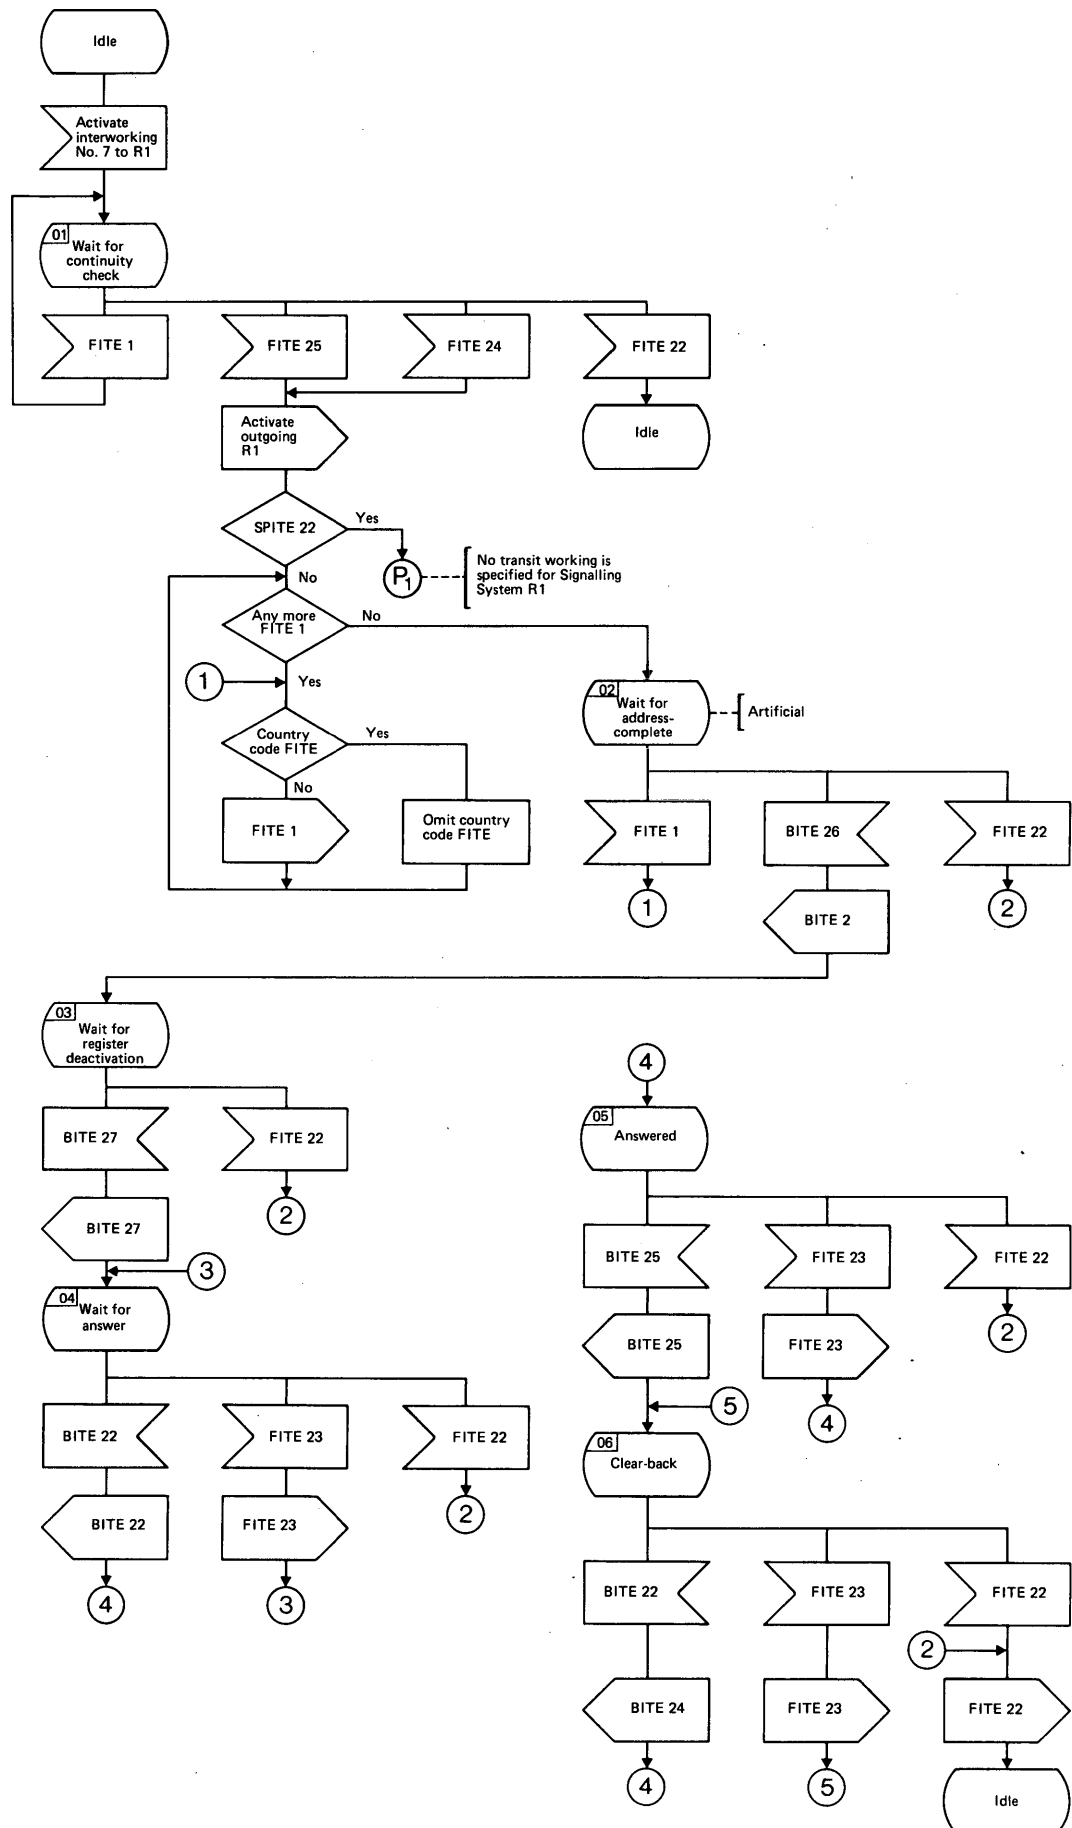 Idle
Activate
interworking
No. 7 to R1
01
Wait for
continuity
check
FITE 1
FITE 25
FITE 24
FITE 22
Activate
outgoing
R1
Idle
SPITE 22
Yes
P1
No transit working is
specified for Signalling
System R1
No
Any more
FITE 1
No
1
Yes
02
Wait for
address-
complete
Artificial
Country
code FITE
Yes
No
FITE 1
Omit country
code FITE
FITE 1
BITE 26
FITE 22
1
BITE 2
2
03
Wait for
register
deactivation
BITE 27
FITE 22
BITE 27
2
3
04
Wait for
answer
BITE 22
FITE 23
FITE 22
BITE 22
FITE 23
2
4
3
4
05
Answered
BITE 25
FITE 23
FITE 22
BITE 25
FITE 23
2
5
4
06
Clear-back
BITE 22
FITE 23
FITE 22
2
BITE 24
FITE 23
FITE 22
4
5
Idle